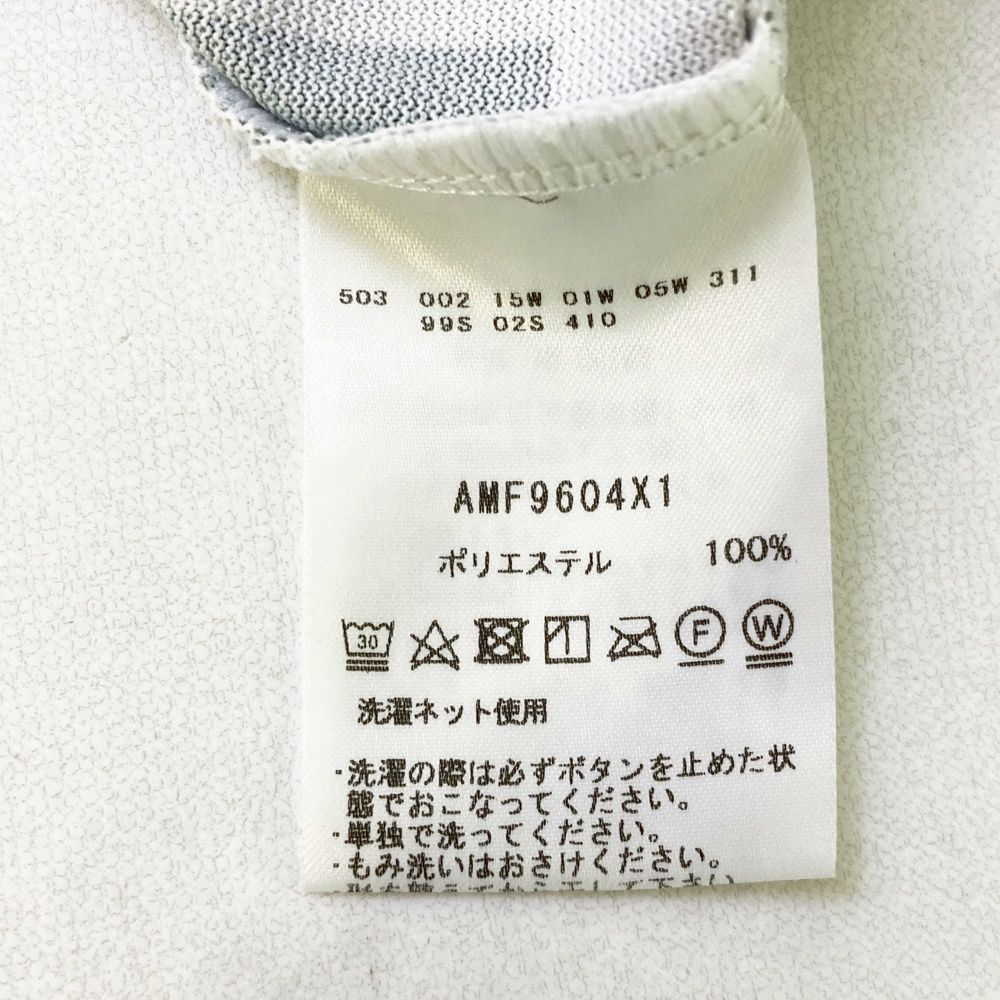 503 002 15W 01W 05W 311
99S 02S 410
AMF9604X1
ポリエステル 100%
30 F W
洗濯ネット使用
・洗濯の際は必ずボタンを止めた状
態でおこなってください。
・単独で洗ってください。
・もみ洗いはおさけください。